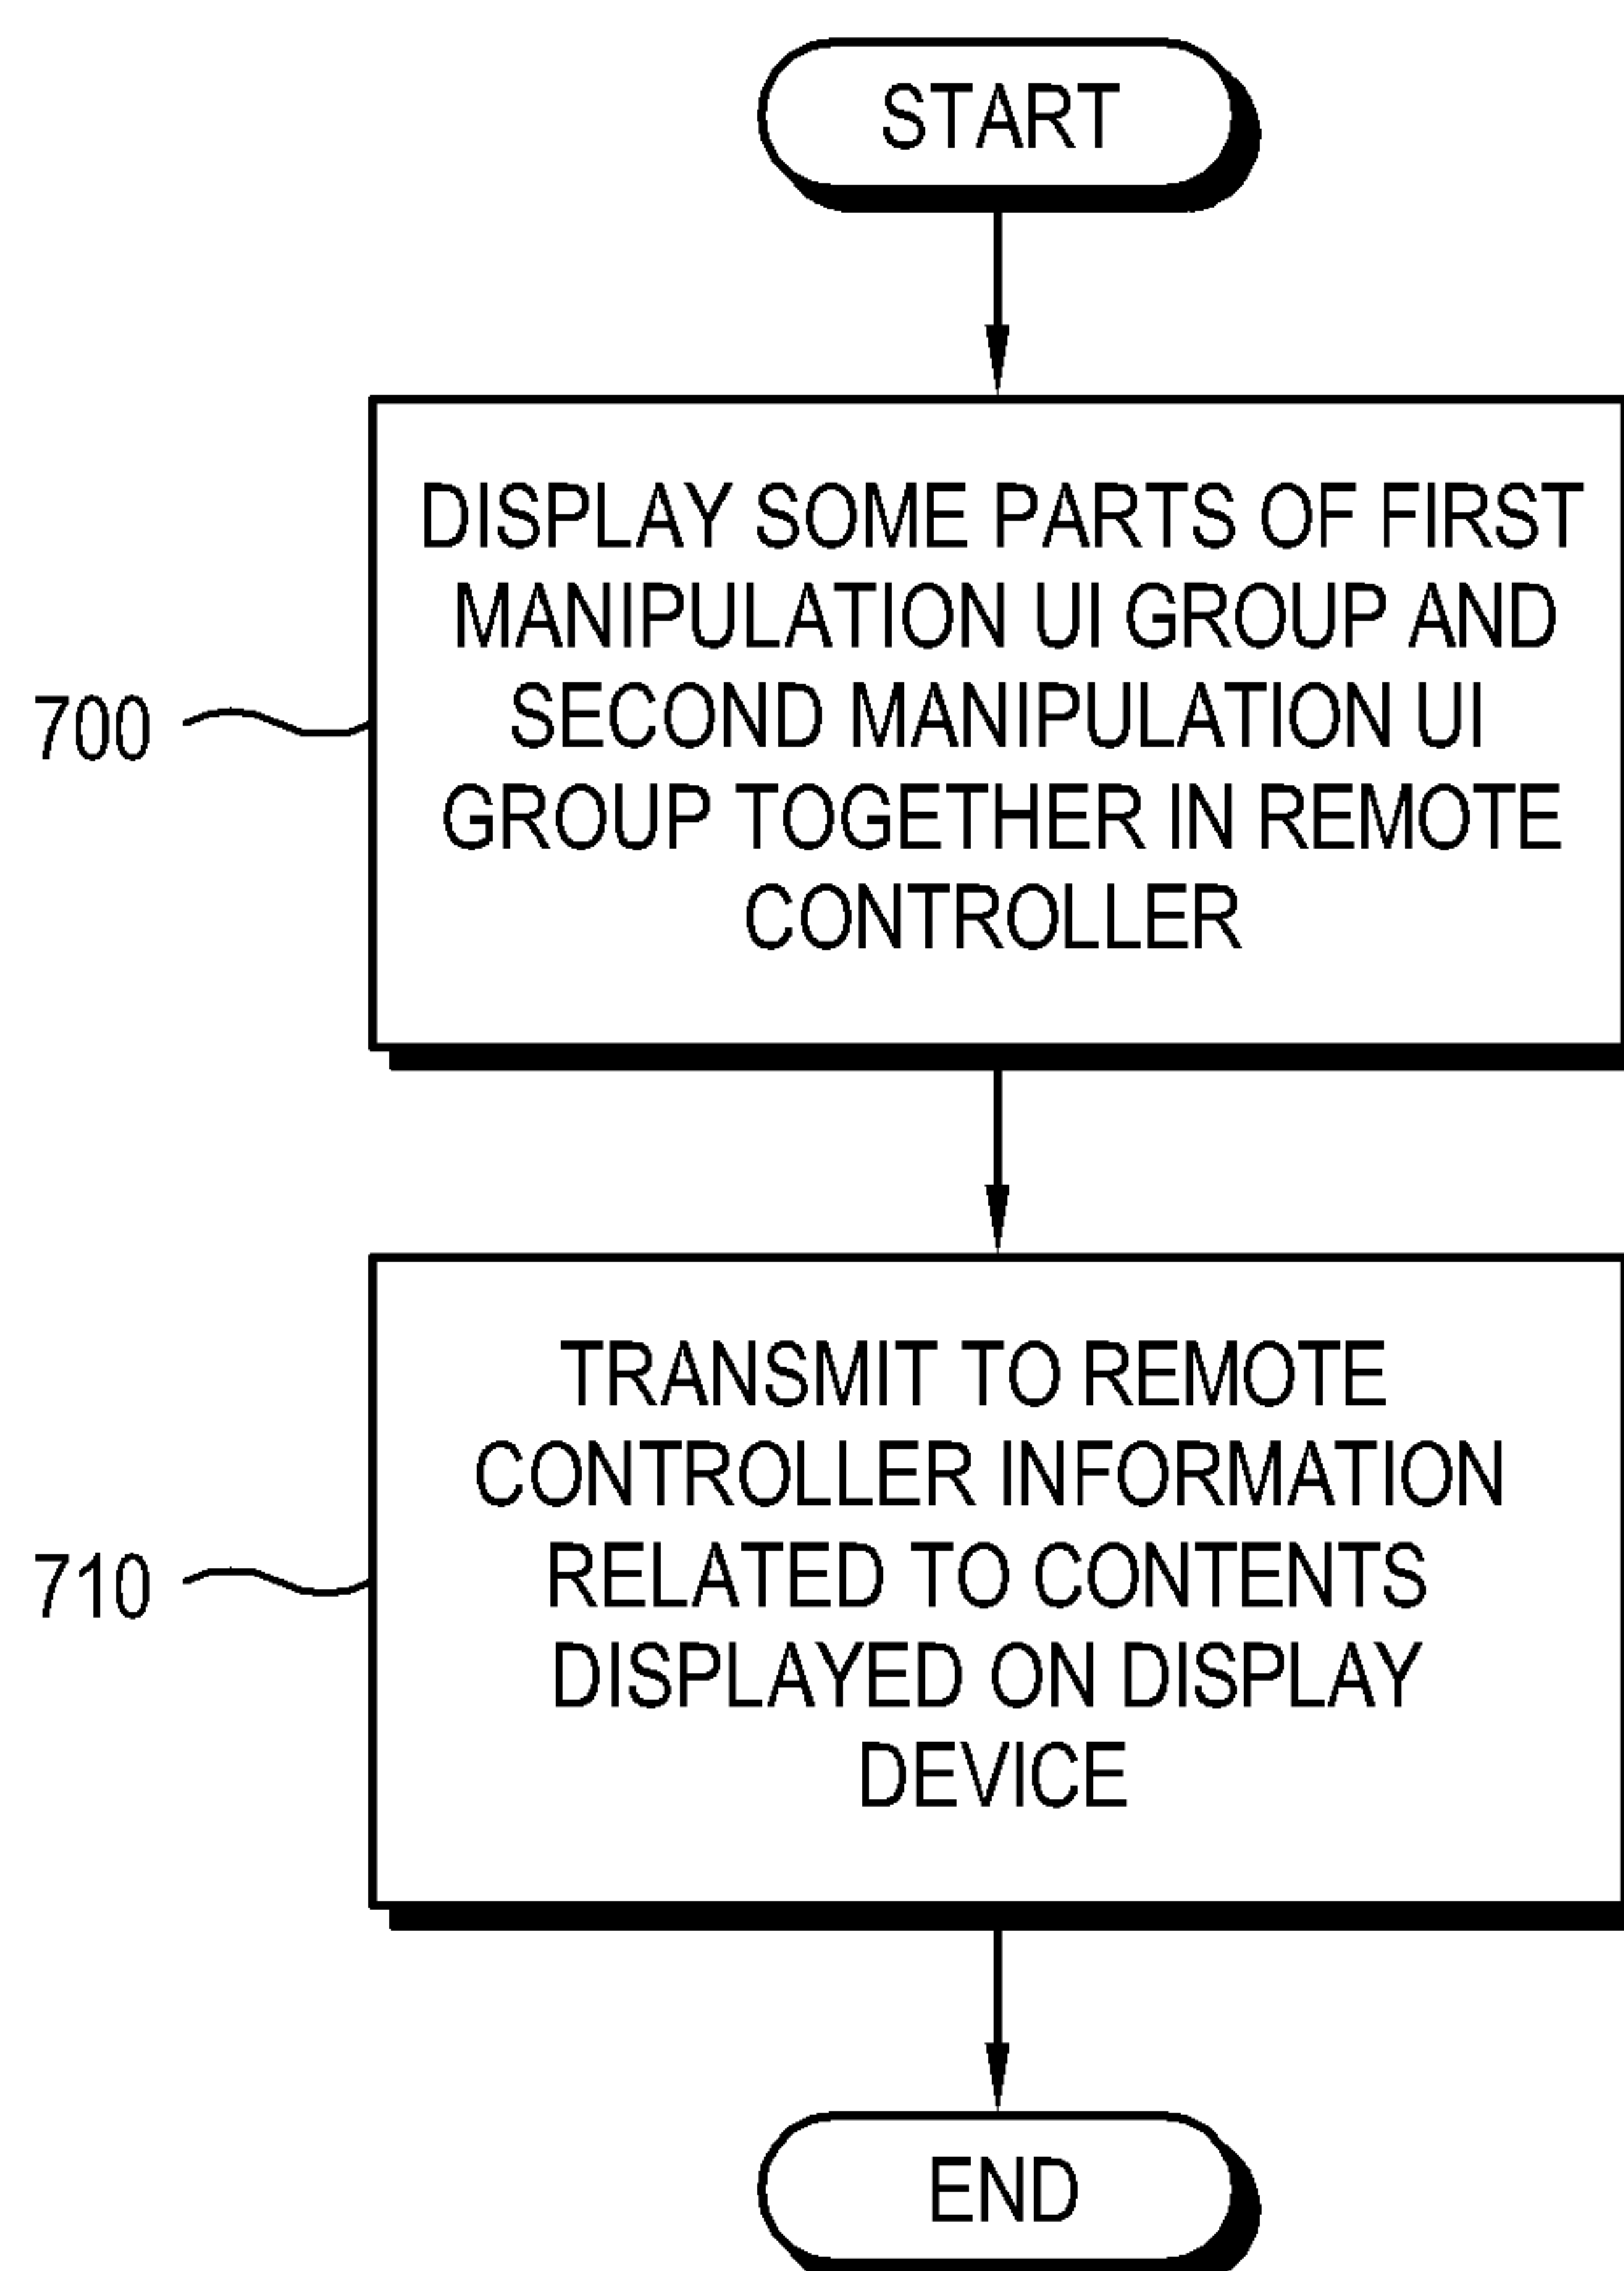 START
DISPLAY SOME PARTS OF FIRST
MANIPULATION UI GROUP AND
SECOND MANIPULATION UI
GROUP TOGETHER IN REMOTE
CONTROLLER
700
TRANSMIT TO REMOTE
CONTROLLER INFORMATION
RELATED TO CONTENTS
DISPLAYED ON DISPLAY
DEVICE
710
END